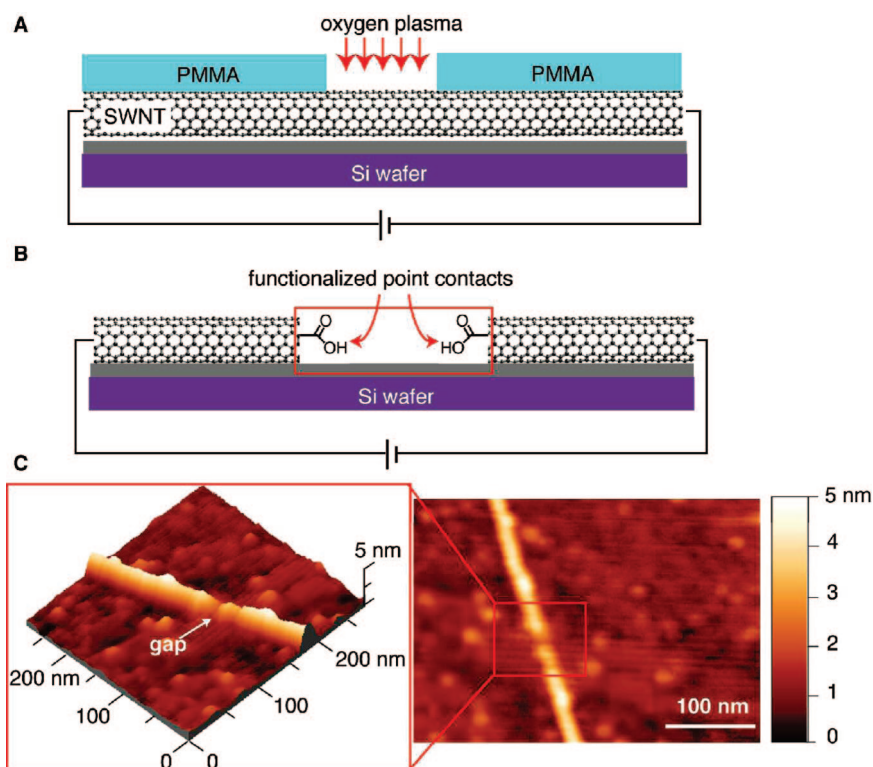 A
oxygen plasma
PMMA
PMMA
SWNT
Si wafer
B
functionalized point contacts
O
OH
O
HO
Si wafer
C
5 nm
gap
200 nm
100
0
0
100
200 nm
100 nm
5 nm
4
3
2
1
0